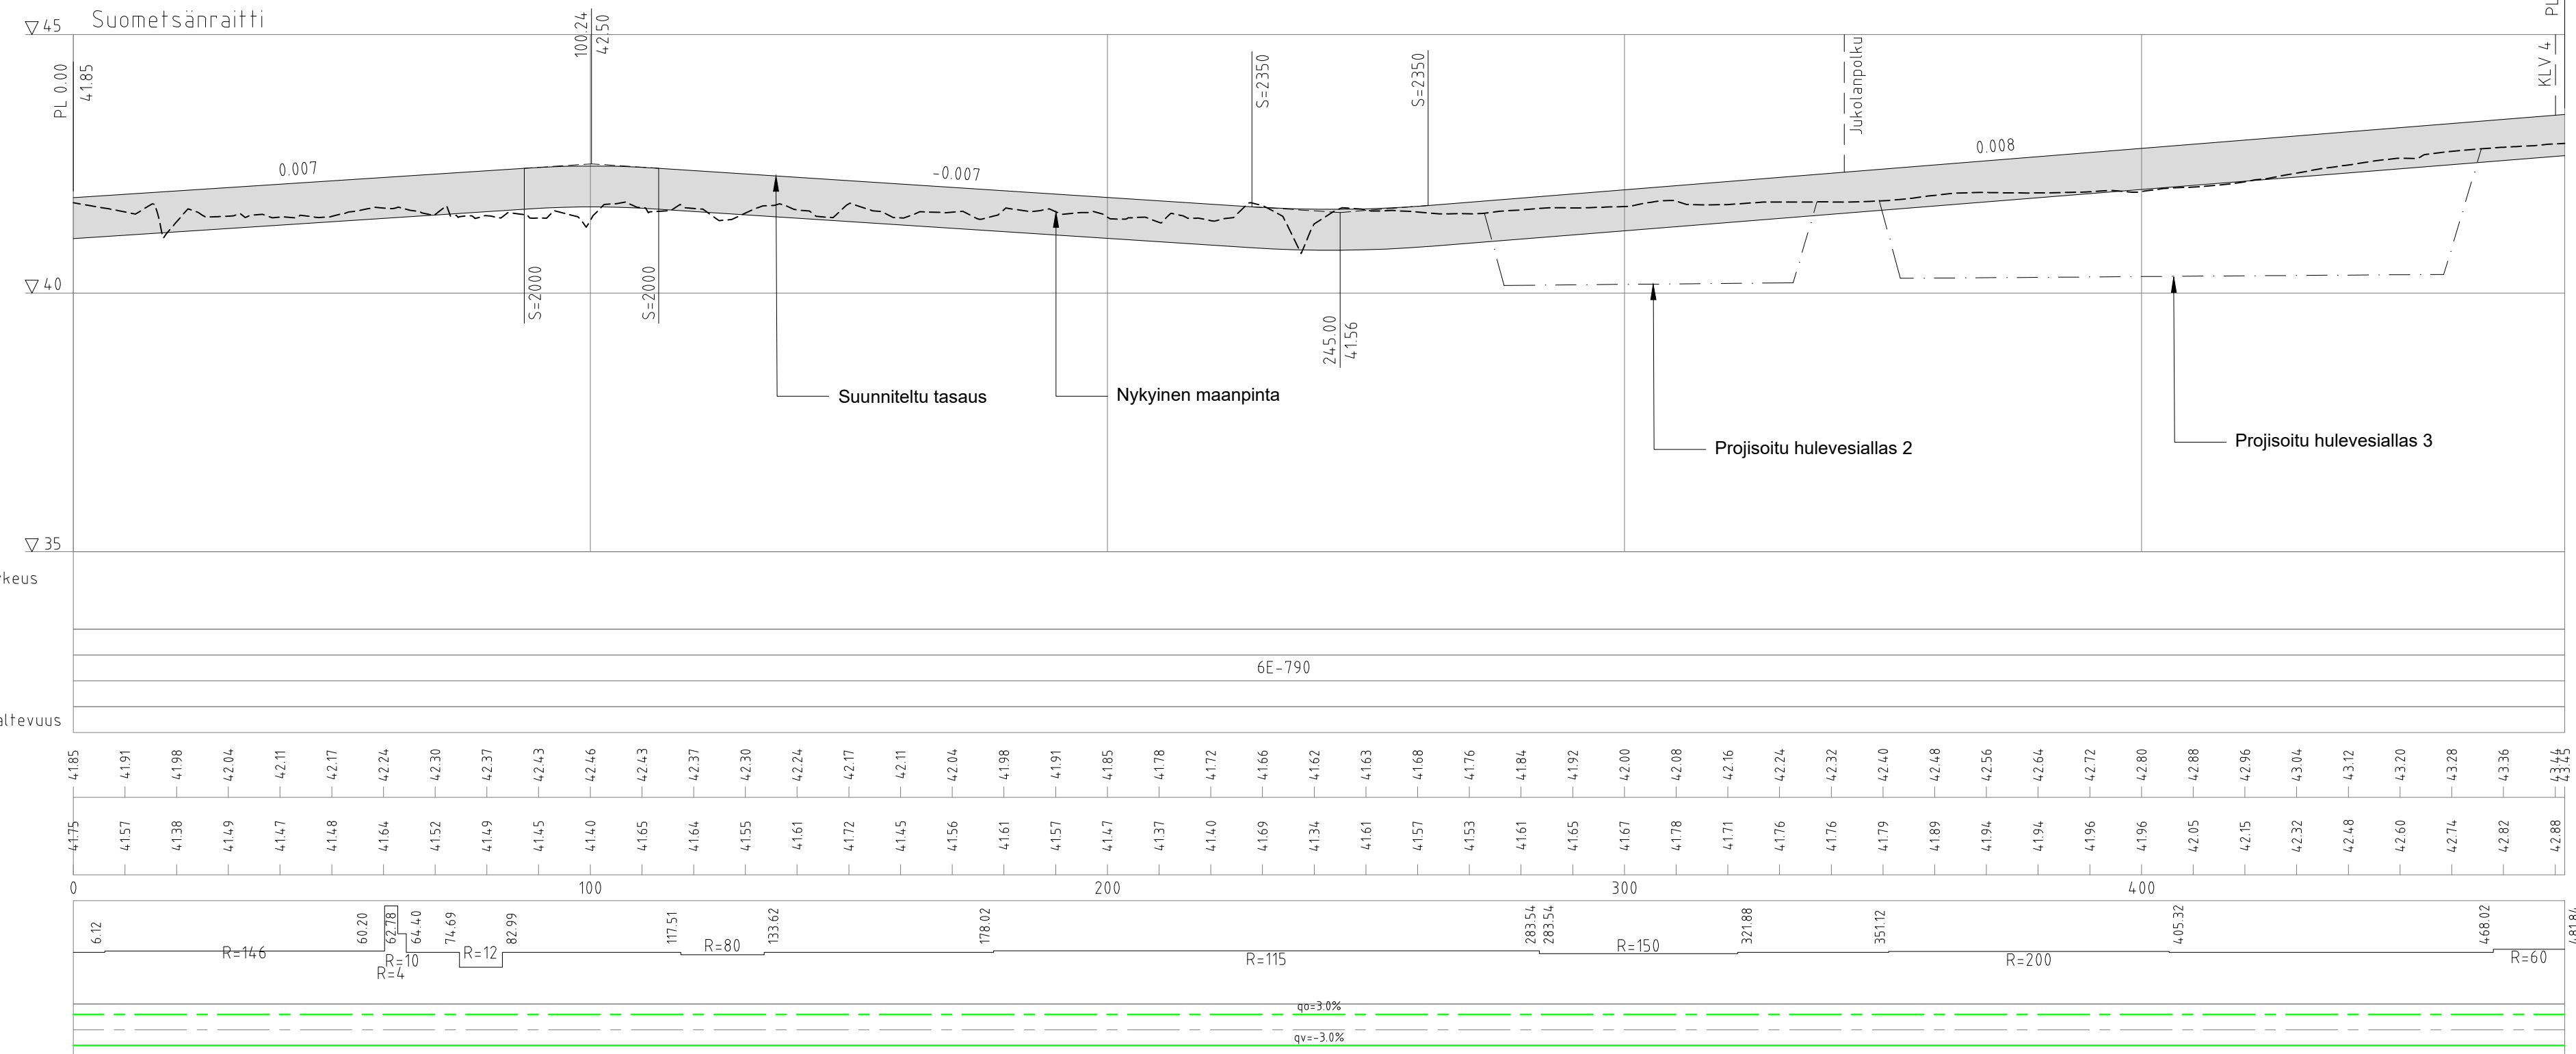 Suometsänraitti
45
PL 0.00
41.85
100.24
42.50
S=2350
S=2350
Jukolanpolku
KLV 4
PL
0.007
-0.007
0.008
40
S=2000
S=2000
245.00
41.56
Suunniteltu tasaus
Nykyinen maanpinta
Projisoitu hulevesiallas 2
Projisoitu hulevesiallas 3
35
keus
6E-790
altevuus
41.85 41.91 41.98 42.04 42.11 42.17 42.24 42.30 42.37 42.43 42.46 42.43 42.37 42.30 42.24 42.17 42.11 42.04 41.98 41.91 41.85 41.78 41.72 41.66 41.62 41.63 41.68 41.76 41.84 41.92 42.00 42.08 42.16 42.24 42.32 42.40 42.48 42.56 42.64 42.72 42.80 42.88 42.96 43.04 43.12 43.20 43.28 43.36 43.44 43.45
41.75 41.57 41.38 41.49 41.47 41.48 41.64 41.52 41.49 41.45 41.40 41.65 41.64 41.55 41.61 41.72 41.45 41.56 41.61 41.57 41.47 41.37 41.40 41.69 41.34 41.61 41.57 41.53 41.61 41.65 41.67 41.78 41.71 41.76 41.76 41.79 41.89 41.94 41.94 41.96 41.96 42.05 42.15 42.32 42.48 42.60 42.74 42.82 42.88
0 100 200 300 400
6.12 60.20 62.78 64.40 74.69 82.99 117.51 133.62 178.02 283.54 283.54 321.88 351.12 405.32 468.02 481.84
R=146 R=4 R=10 R=12 R=80 R=115 R=150 R=200 R=60
qo=3.0%
qv=-3.0%